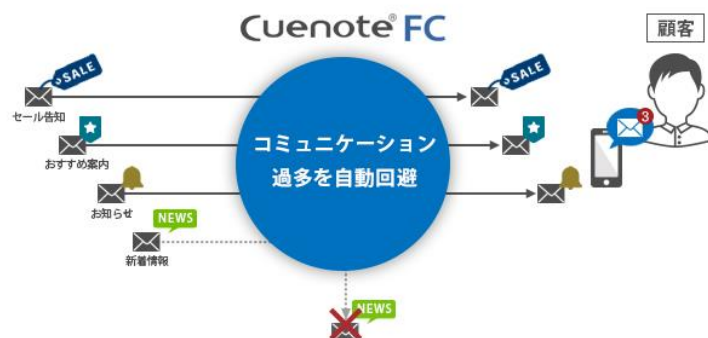 Cuenote® FC
顧客
SALE
SALE
セール告知
3
おすすめ案内
コミュニケーション
過多を自動回避
お知らせ
NEWS
新着情報
NEWS